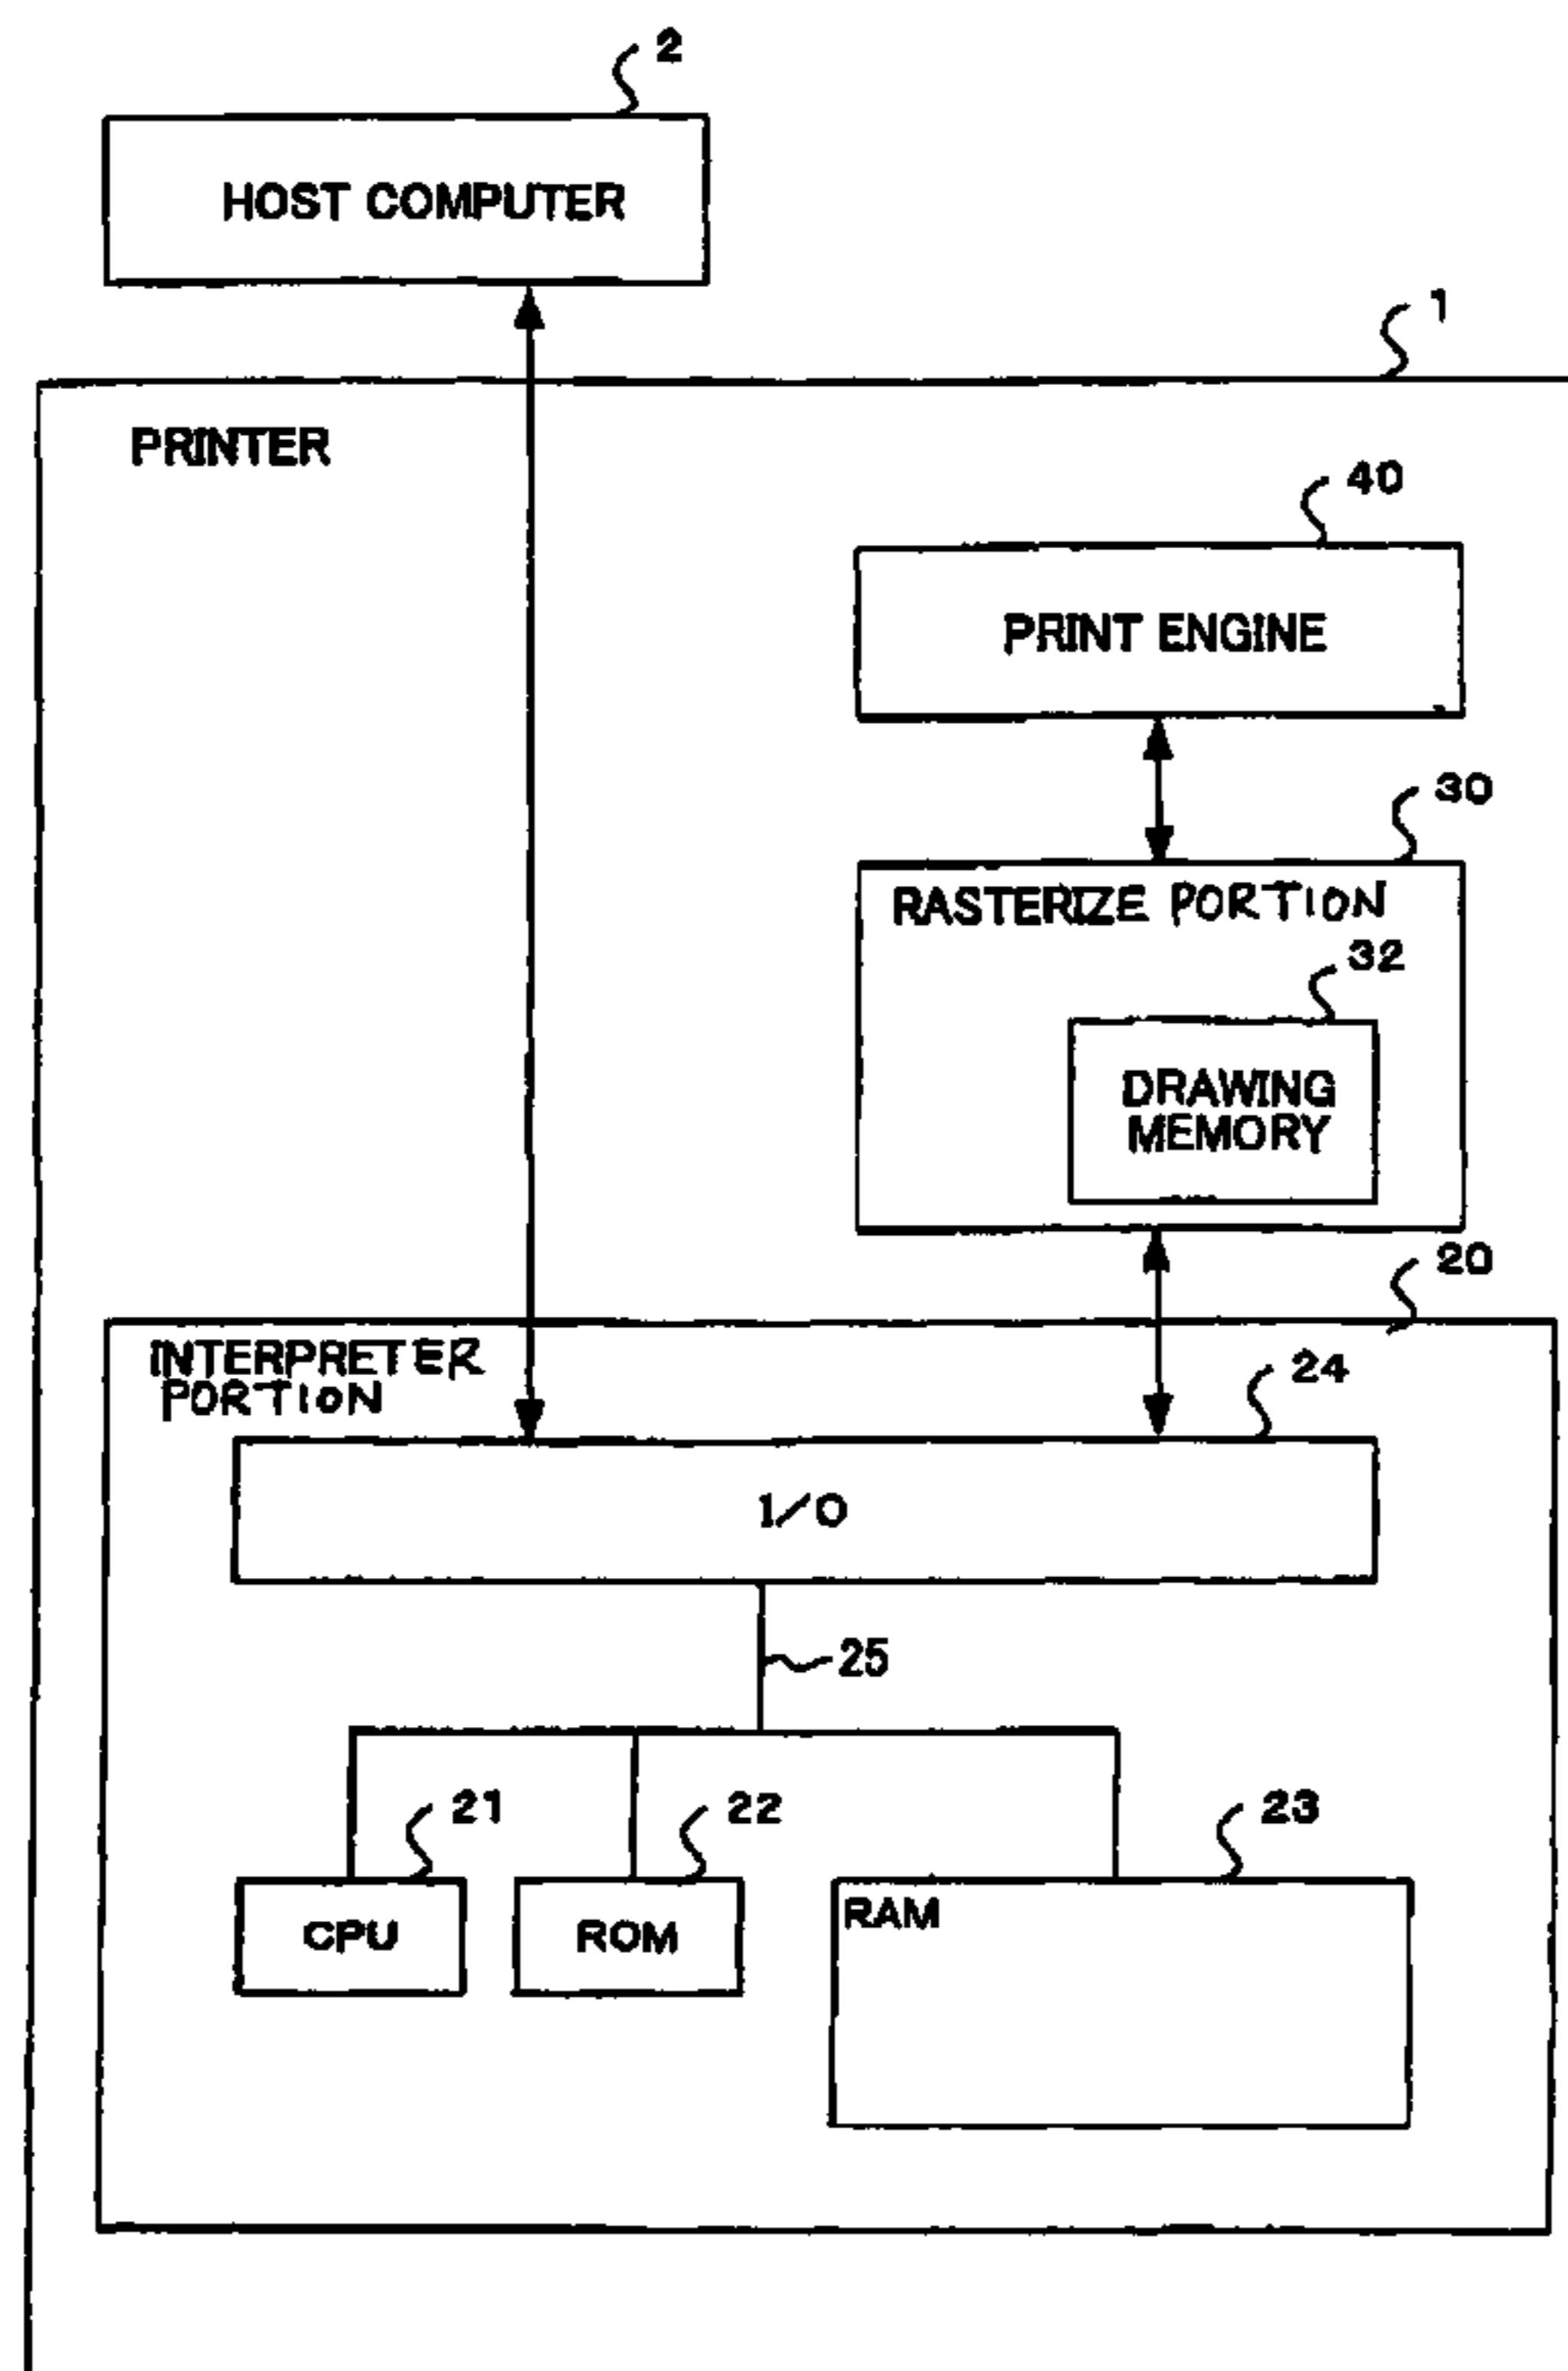 2
HOST COMPUTER
1
PRINTER
40
PRINT ENGINE
30
RASTERIZE PORTION
32
DRAWING
MEMORY
20
INTERPRETER
PORTION
24
I/O
25
21
22
23
CPU
ROM
RAM